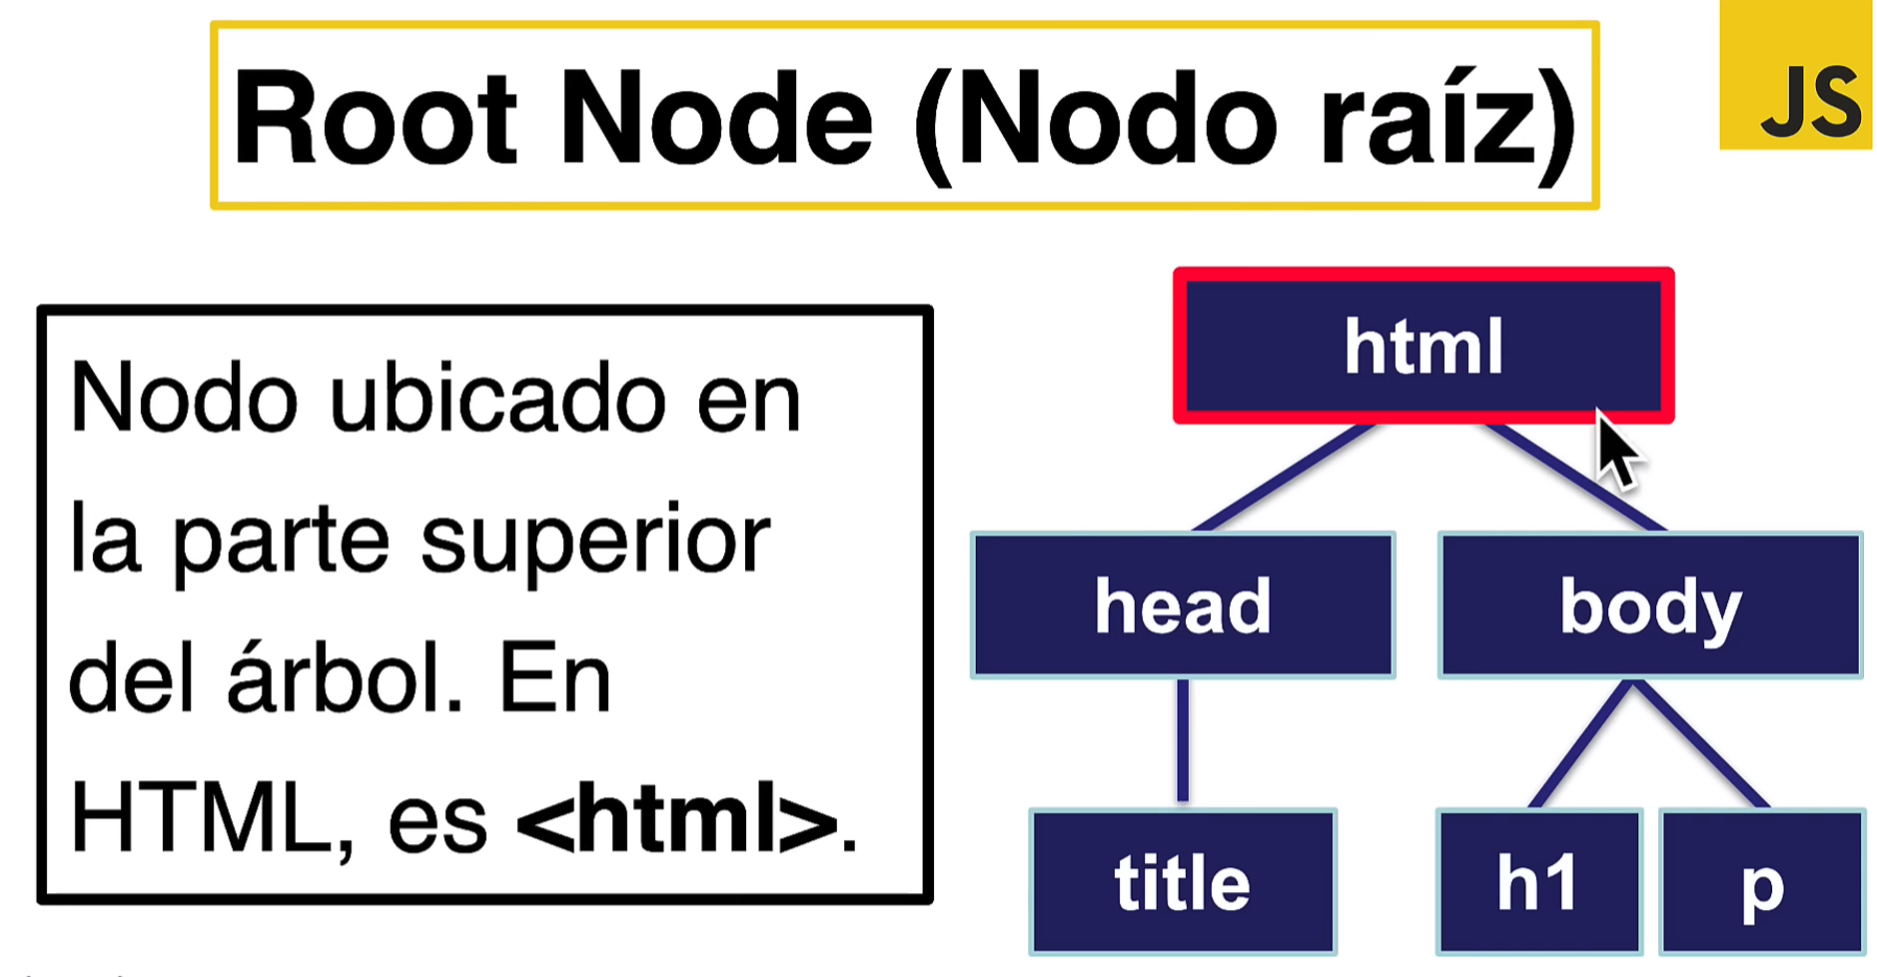 Root Node (Nodo raíz)
JS
Nodo ubicado en
la parte superior
del árbol. En
HTML, es <html>.
html
head
body
title
h1
p